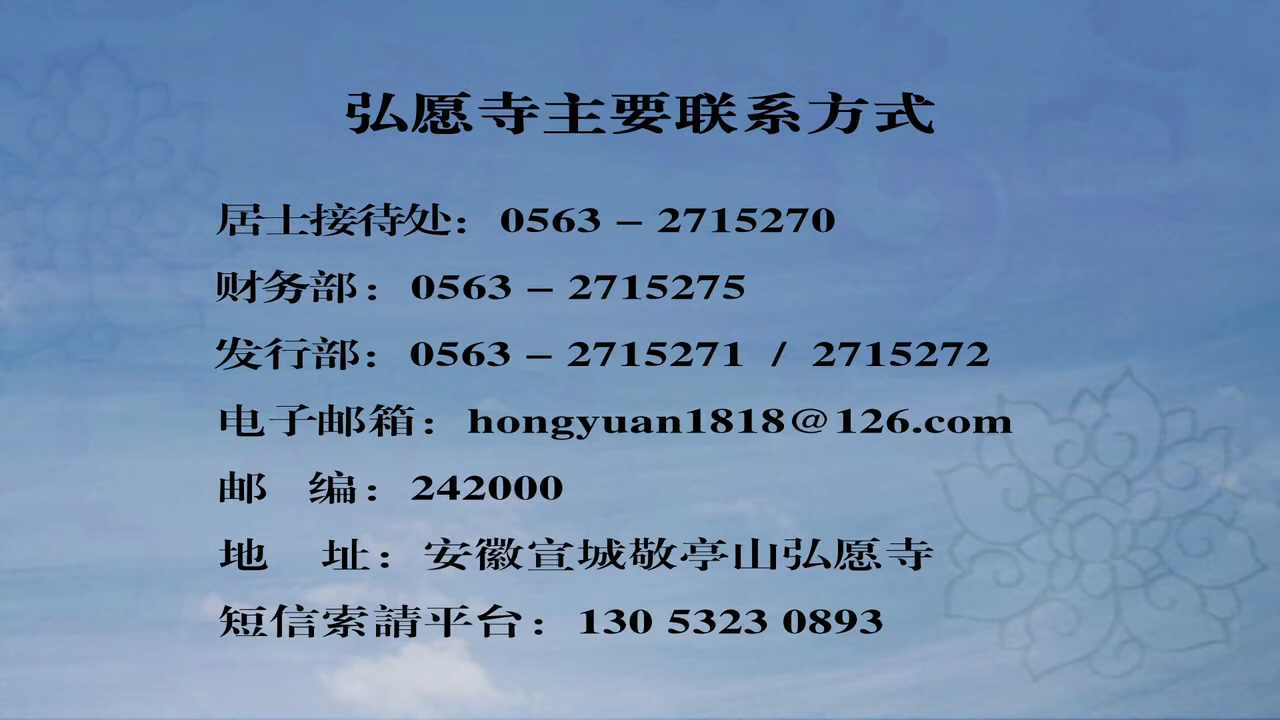 弘愿寺主要联系方式
居士接待处：0563－2715270
财务部：0563－2715275
发行部：0563－2715271 / 2715272
电子邮箱：hongyuan1818@126.com
邮 编：242000
地 址：安徽宣城敬亭山弘愿寺
短信索請平台：130 5323 0893